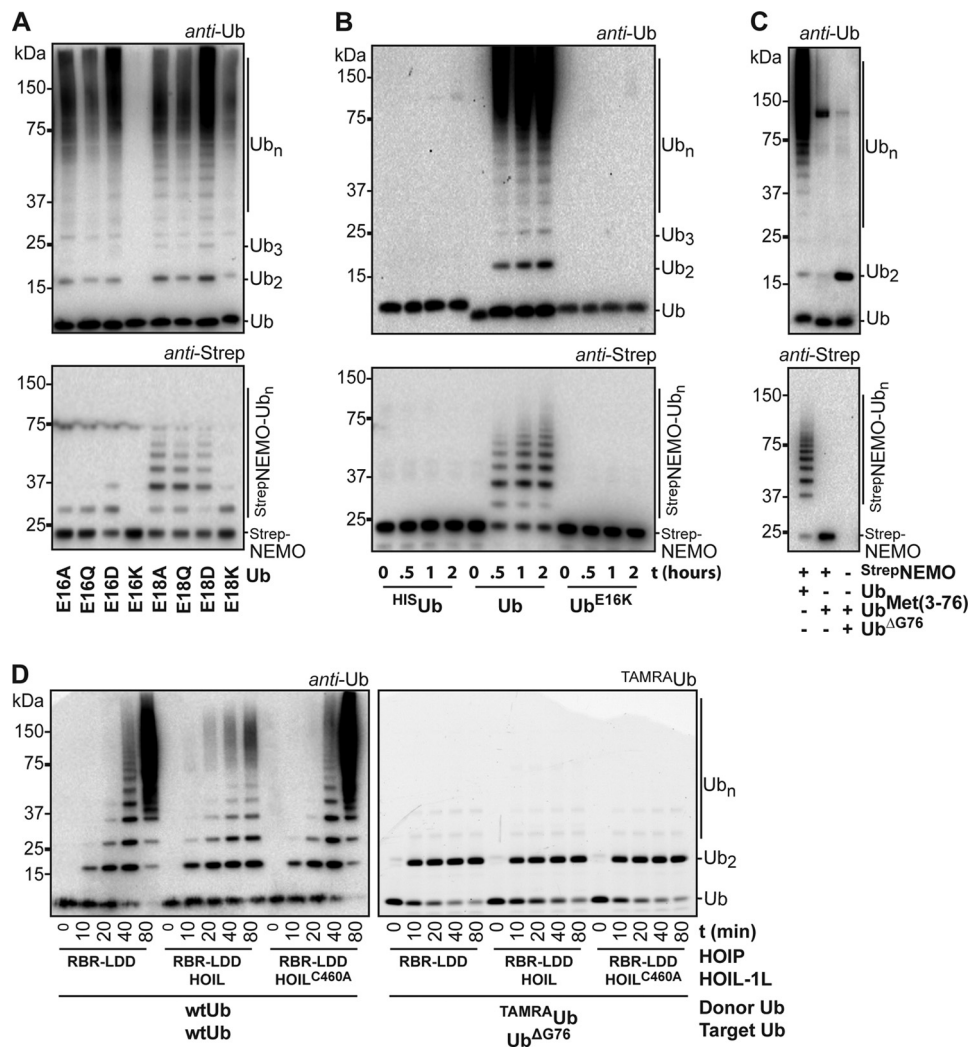 A
anti-Ub
kDa
150
75
37
25
15
Ubn
Ub3
Ub2
Ub
anti-Strep
150
75
37
25
StrepNEMO-Ubn
Strep-
NEMO
E16A
E16Q
E16D
E16K
E18A
E18Q
E18D
E18K
Ub
B
anti-Ub
kDa
150
75
37
25
15
Ubn
Ub3
Ub2
Ub
anti-Strep
150
75
37
25
StrepNEMO-Ubn
Strep-
NEMO
0 .5 1 2 0 .5 1 2 0 .5 1 2 t (hours)
HISUb Ub UbE16K
C
anti-Ub
kDa
150
75
37
25
15
Ubn
Ub2
Ub
anti-Strep
150
75
37
25
StrepNEMO-Ubn
Strep-
NEMO
+ + - StrepNEMO
+ - - Ub
- + + UbMet(3-76)
- - + UbΔG76
D
anti-Ub
kDa
150
75
37
25
15
TAMRAUb
Ubn
Ub2
Ub
0 10 20 40 80 0 10 20 40 80 0 10 20 40 80 0 10 20 40 80 0 10 20 40 80 0 10 20 40 80 t (min)
RBR-LDD RBR-LDD RBR-LDD RBR-LDD RBR-LDD RBR-LDD HOIP
HOIL HOILC460A HOIL HOILC460A HOIL-1L
wtUb TAMRAUb Donor Ub
wtUb UbΔG76 Target Ub